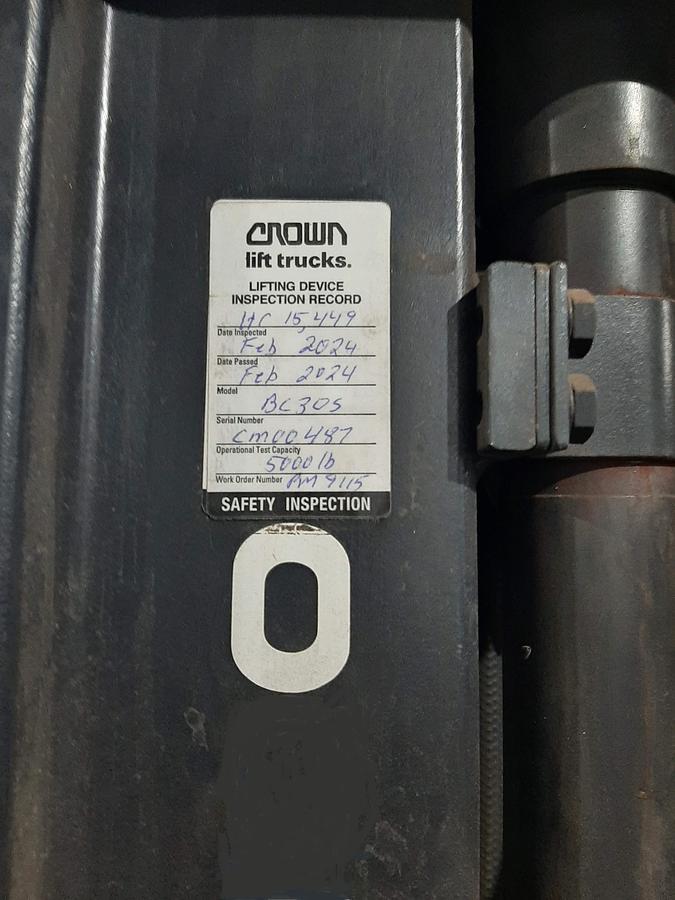 CROWN
lift trucks.
LIFTING DEVICE
INSPECTION RECORD
HC 15,449
Date Inspected
Feb 2024
Date Passed
Feb 2024
Model
BC30S
Serial Number
CM00487
Operational Test Capacity
5000 lb
Work Order Number PM 9115
SAFETY INSPECTION
0